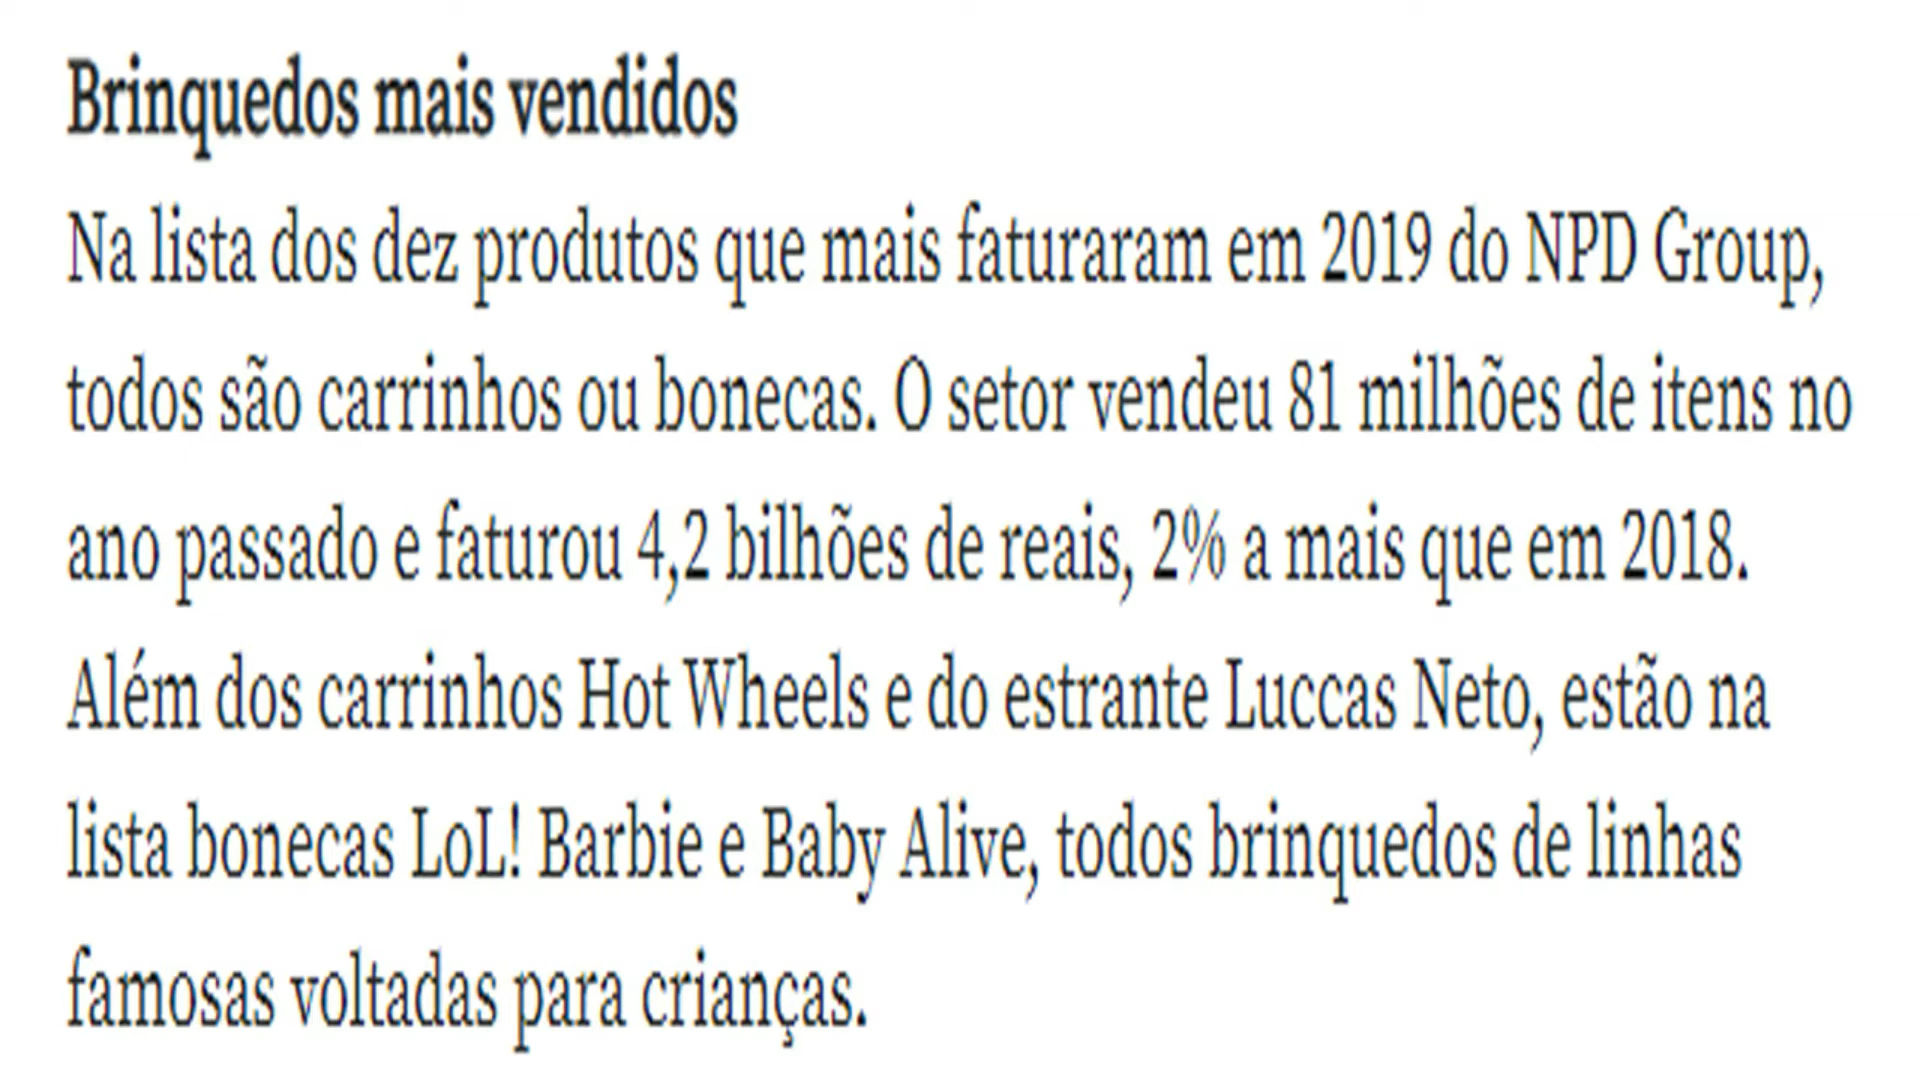 Brinquedos mais vendidos
Na lista dos dez produtos que mais faturaram em 2019 do NPD Group,
todos são carrinhos ou bonecas. O setor vendeu 81 milhões de itens no
ano passado e faturou 4,2 bilhões de reais, 2% a mais que em 2018.
Além dos carrinhos Hot Wheels e do estrante Luccas Neto, estão na
lista bonecas LoL! Barbie e Baby Alive, todos brinquedos de linhas
famosas voltadas para crianças.